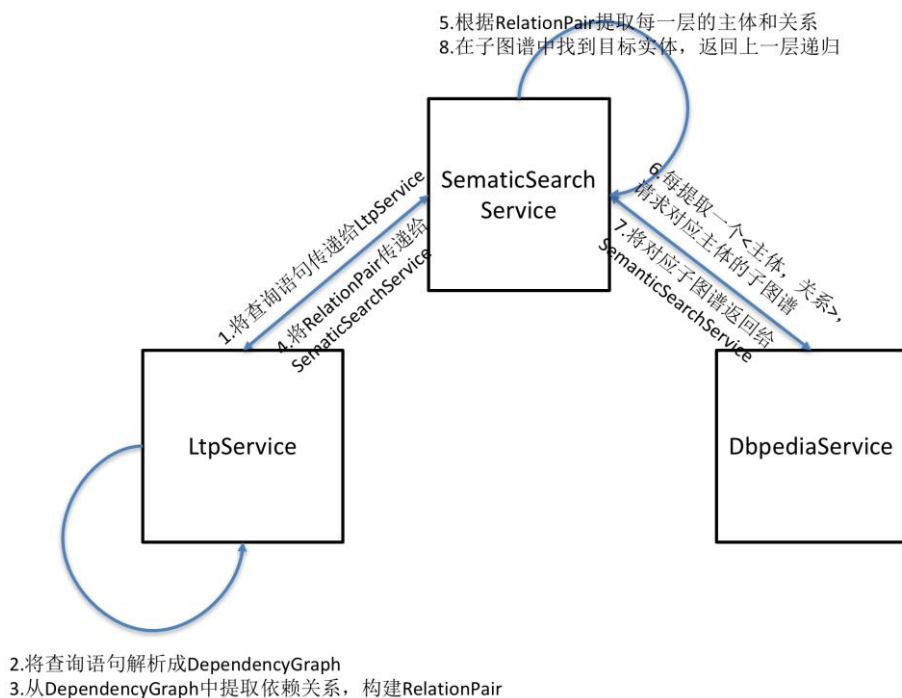 5.根据RelationPair提取每一层的主体和关系
8.在子图谱中找到目标实体，返回上一层递归
SematicSearch
Service
1.将查询语句传递给LtpService
4.将RelationPair传递给
SematicSearchService
6.每提取一个<主体，关系>，
请求对应主体的子图谱
7.将对应子图谱返回给
SemanticSearchService
LtpService
DbpediaService
2.将查询语句解析成DependencyGraph
3.从DependencyGraph中提取依赖关系，构建RelationPair